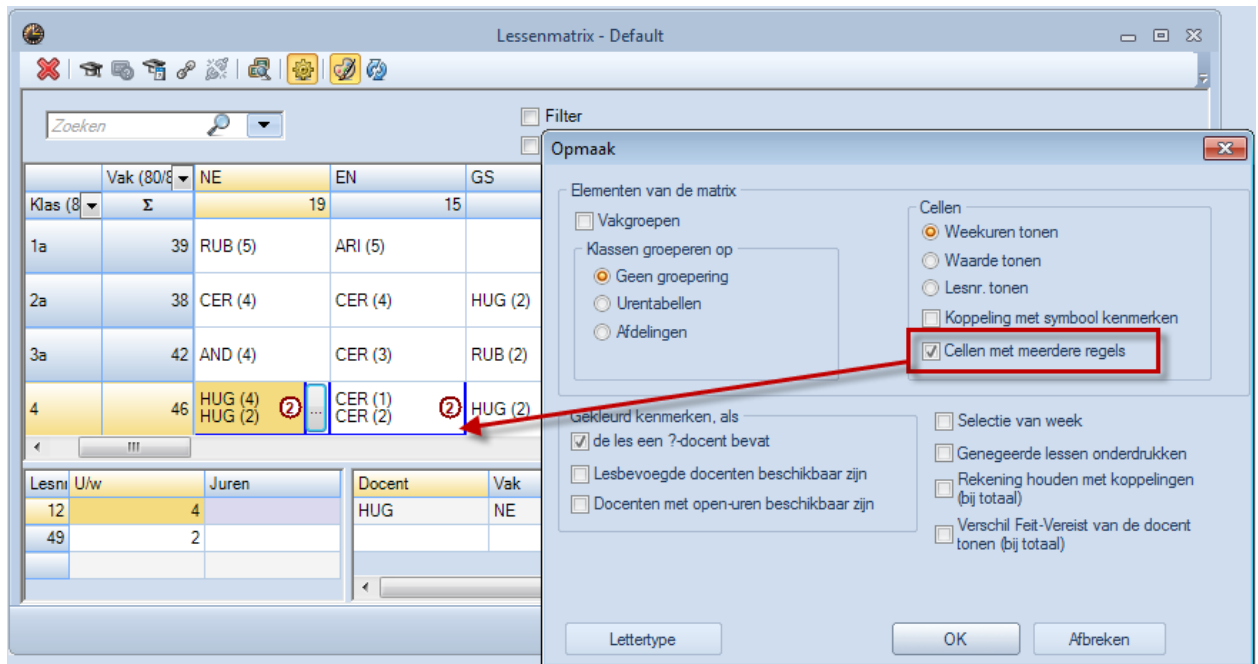 Lessenmatrix - Default
Zoeken
Filter
Vak (80/8 NE EN GS
Klas (8 Σ 19 15
1a 39 RUB (5) ARI (5)
2a 38 CER (4) CER (4) HUG (2)
3a 42 AND (4) CER (3) RUB (2)
4 46 HUG (4) 2 ... CER (1) 2 HUG (2)
HUG (2) CER (2)
Lesnr U/w Juren Docent Vak
12 4 HUG NE
49 2
Opmaak
Elementen van de matrix
Vakgroepen
Klassen groeperen op
Geen groepering
Urentabellen
Afdelingen
Cellen
Weekuren tonen
Waarde tonen
Lesnr. tonen
Koppeling met symbool kenmerken
Cellen met meerdere regels
Gekleurd kenmerken, als
de les een ?-docent bevat
Lesbevoegde docenten beschikbaar zijn
Docenten met open-uren beschikbaar zijn
Selectie van week
Genegeerde lessen onderdrukken
Rekening houden met koppelingen
(bij totaal)
Verschil Feit-Vereist van de docent
tonen (bij totaal)
Lettertype OK Afbreken